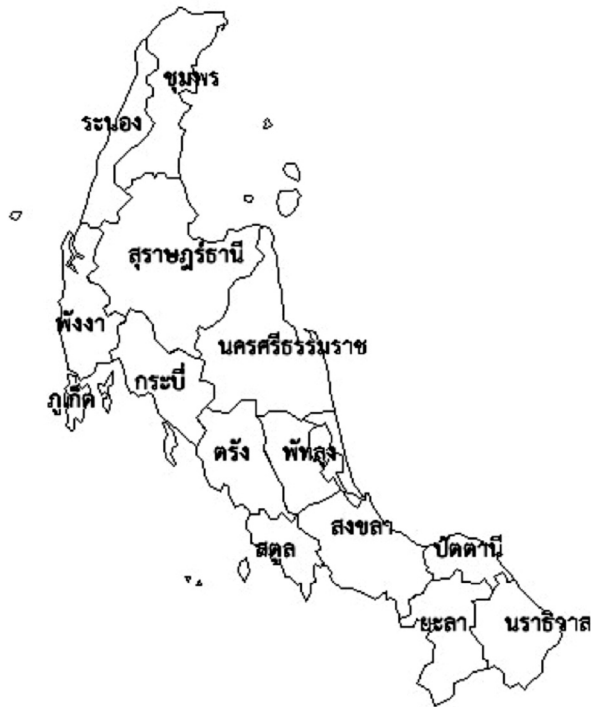 ชุมพร
ระนอง
สุราษฎร์ธานี
พังงา
นครศรีธรรมราช
กระบี่
ภูเก็ต
ตรัง
พัทลุง
สงขลา
สตูล
ปัตตานี
ยะลา
นราธิวาส